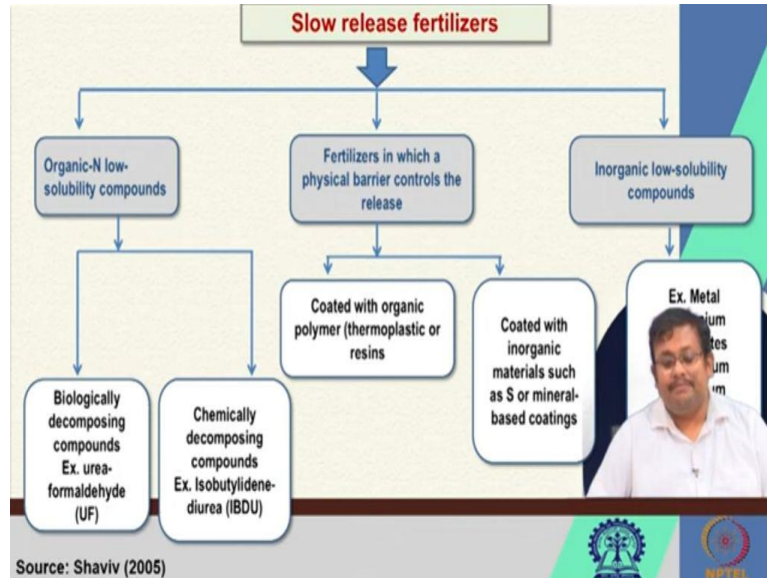 Slow release fertilizers
Organic-N low-
solubility compounds
Fertilizers in which a
physical barrier controls the
release
Inorganic low-solubility
compounds
Biologically
decomposing
compounds
Ex. urea-
formaldehyde
(UF)
Chemically
decomposing
compounds
Ex. Isobutylidene-
diurea (IBDU)
Coated with organic
polymer (thermoplastic or
resins
Coated with
inorganic
materials such
as S or mineral-
based coatings
Ex. Metal
Source: Shaviv (2005)
NPTEL